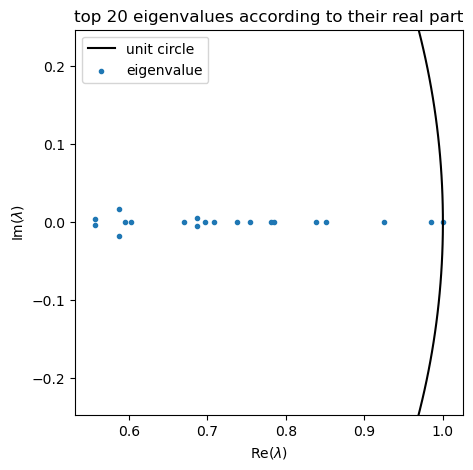 top 20 eigenvalues according to their real part
unit circle
eigenvalue
0.2
0.1
0.0
−0.1
−0.2
Im(λ)
0.6 0.7 0.8 0.9 1.0
Re(λ)